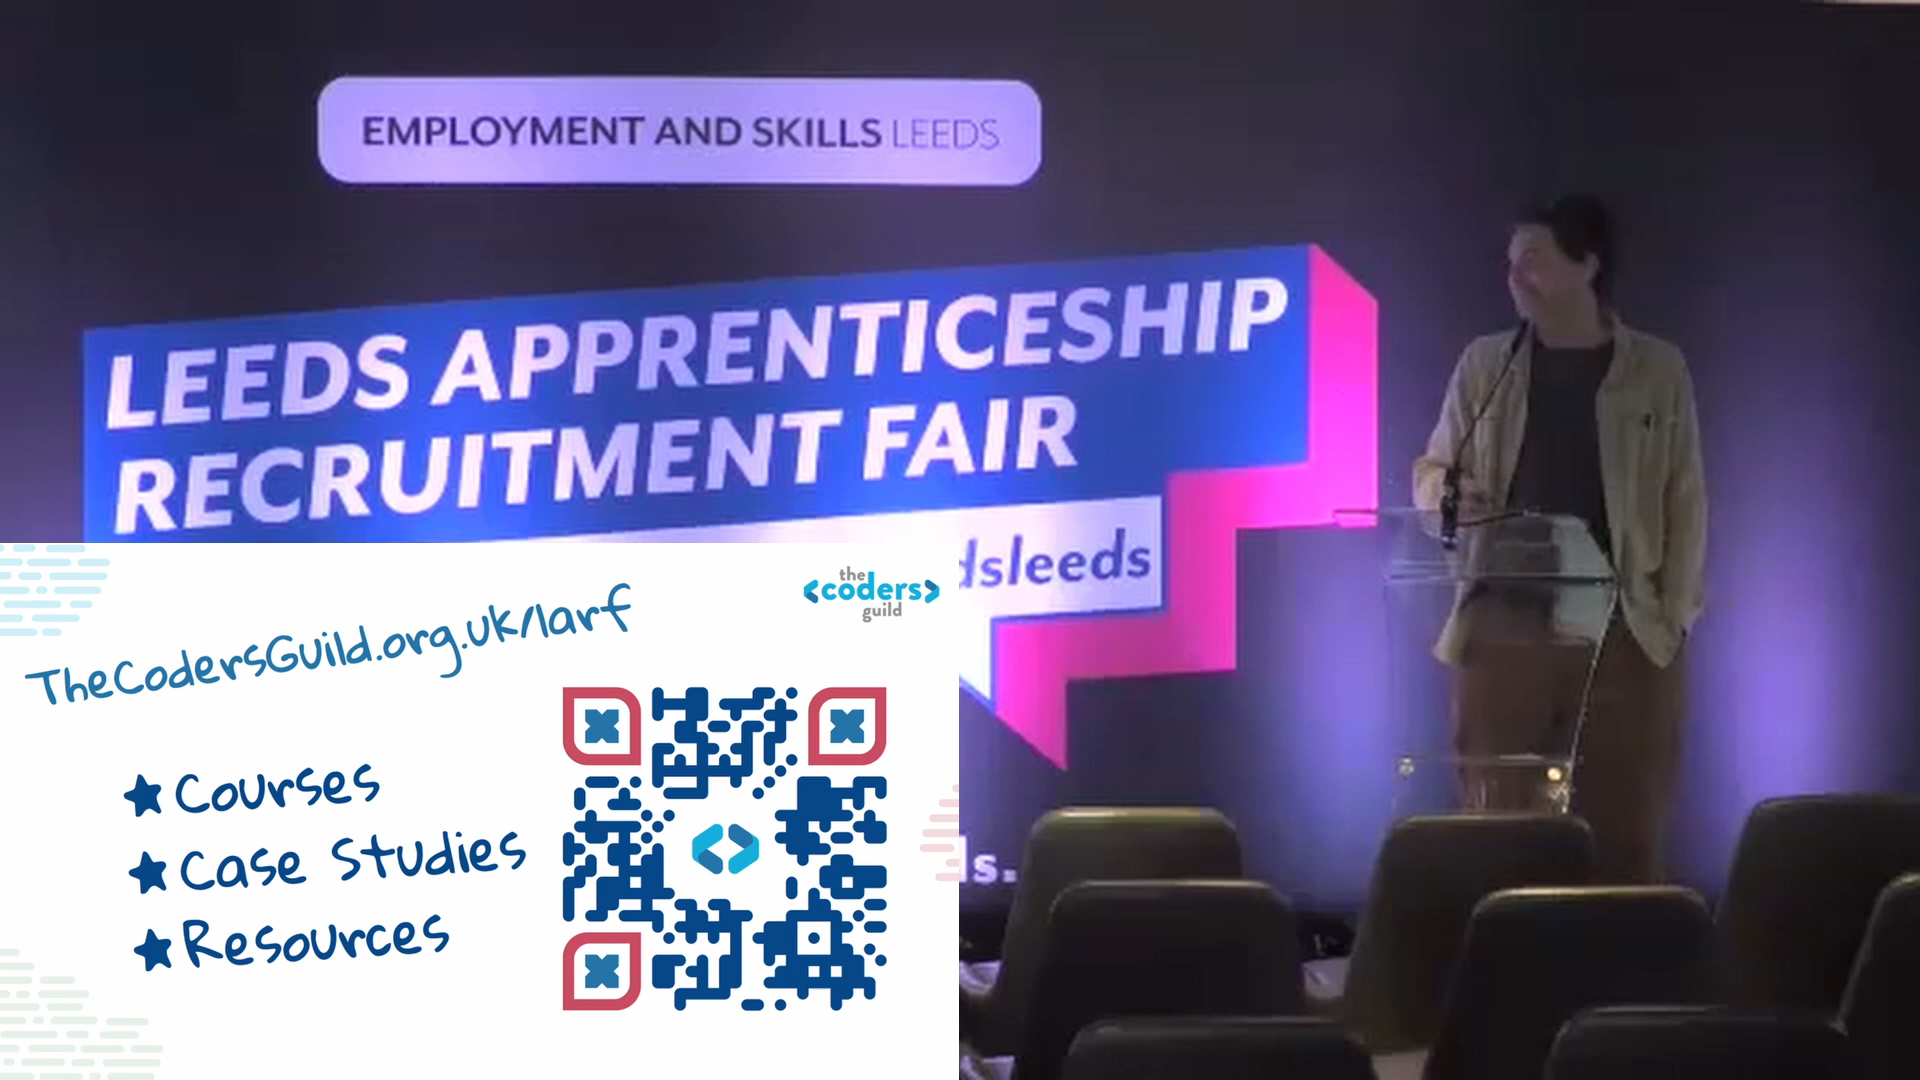 EMPLOYMENT AND SKILLS LEEDS
LEEDS APPRENTICESHIP
RECRUITMENT FAIR
dsleeds
the
<coders>
guild
TheCodersGuild.org.uk/larf
Courses
Case Studies
Resources
s.